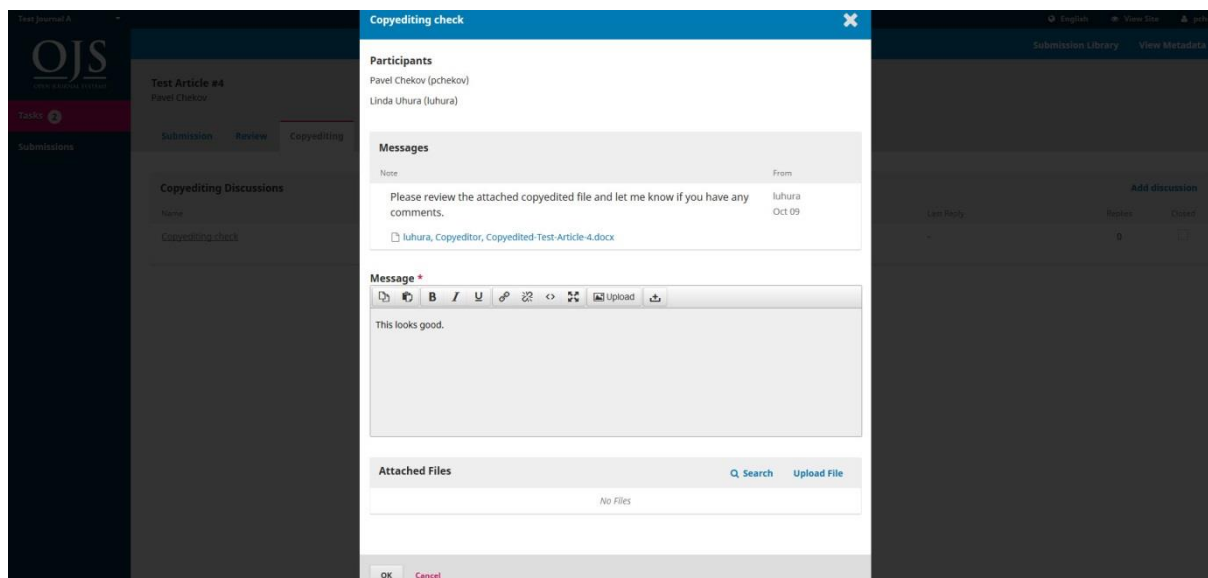 Test Journal A
English
View Site
OJS
OPEN JOURNAL SYSTEMS
Submission Library View Metadata
Test Article #4
Pavel Chekov
Tasks 2
Submissions
Submission Review Copyediting
Copyediting Discussions Add discussion
Name Last Reply Replies Closed
Copyediting check - 0
Copyediting check
Participants
Pavel Chekov (pchekov)
Linda Uhura (luhura)
Messages
Note From
Please review the attached copyedited file and let me know if you have any luhura
comments. Oct 09
luhura, Copyeditor, Copyedited-Test-Article-4.docx
Message *
B I U Upload
This looks good.
Attached Files Search Upload File
No Files
OK Cancel